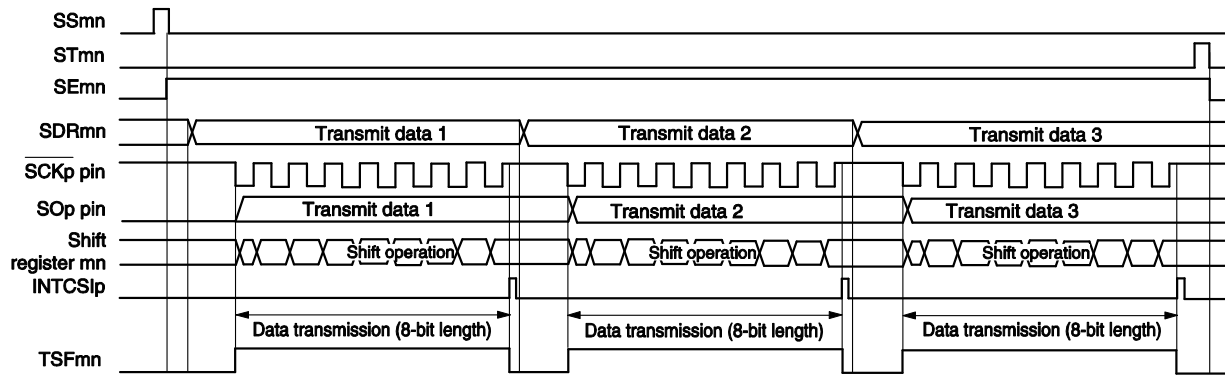 SSmn
STmn
SEmn
SDRmn Transmit data 1 Transmit data 2 Transmit data 3
SCKp pin
SOp pin Transmit data 1 Transmit data 2 Transmit data 3
Shift
register mn Shift operation Shift operation Shift operation
INTCSIp
Data transmission (8-bit length) Data transmission (8-bit length) Data transmission (8-bit length)
TSFmn